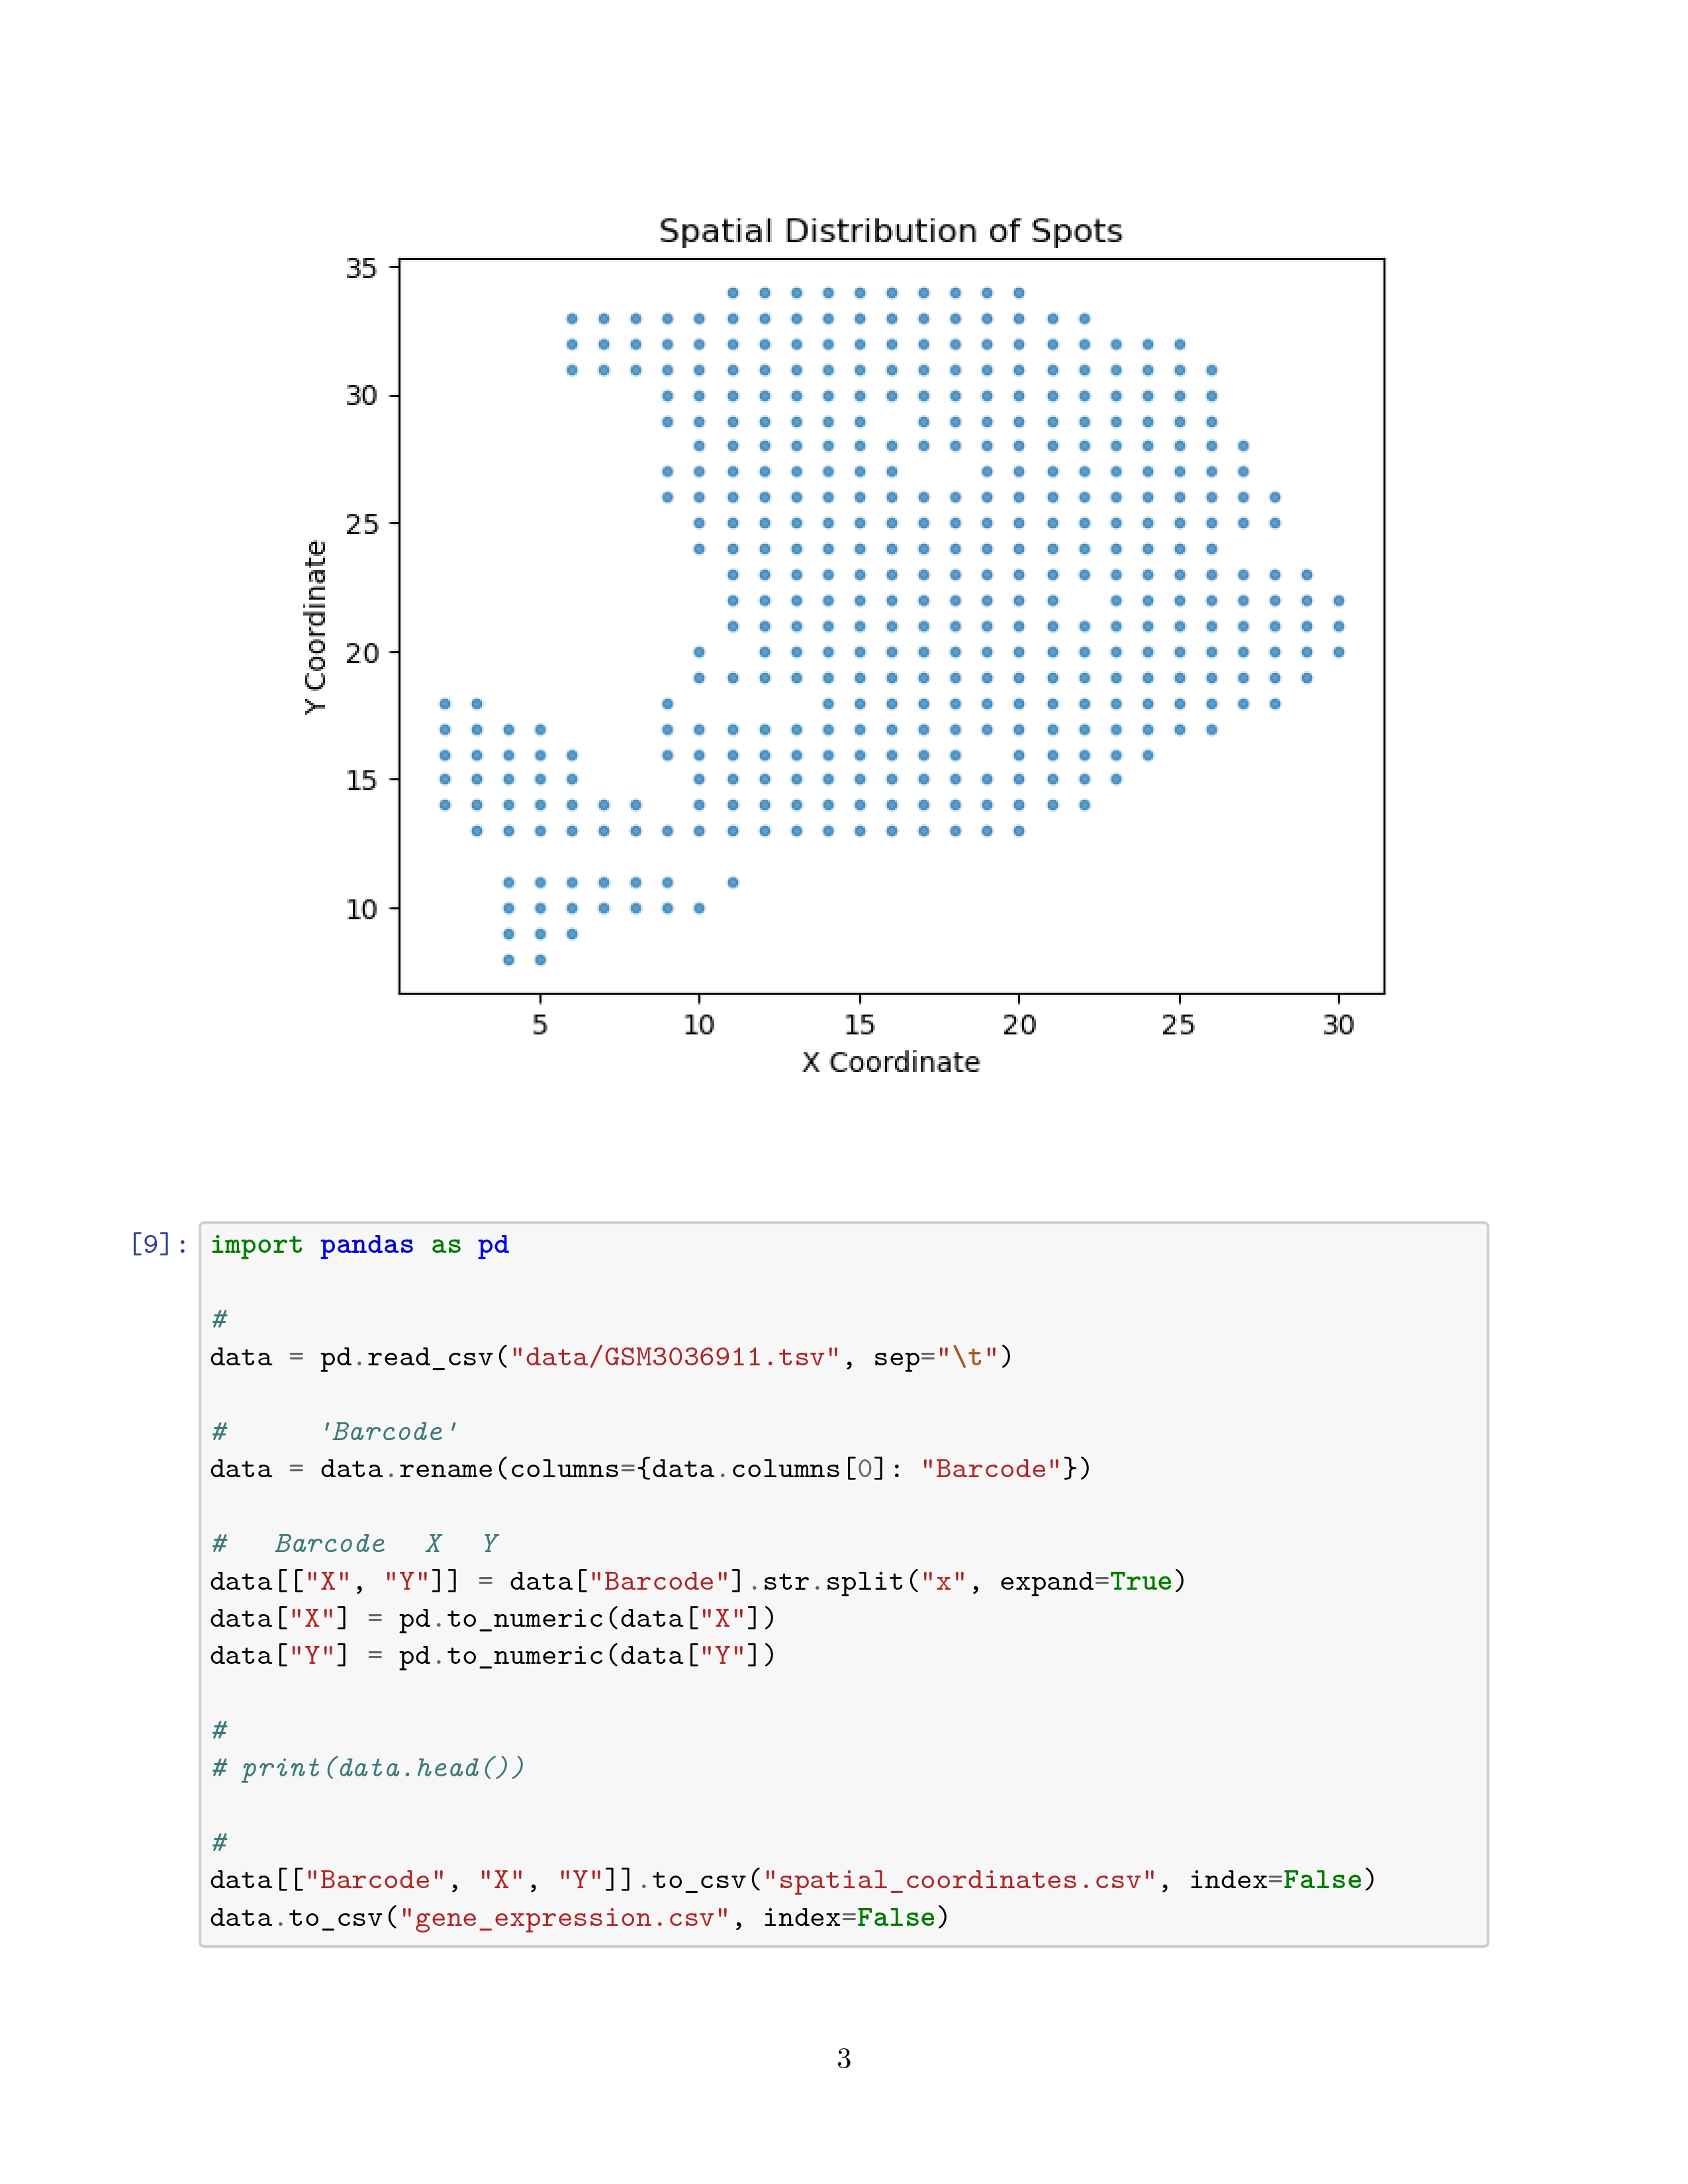 Spatial Distribution of Spots
35
30
25
20
15
10
Y Coordinate
5 10 15 20 25 30
X Coordinate
[9]: import pandas as pd
#
data = pd.read_csv("data/GSM3036911.tsv", sep="\t")
# 'Barcode'
data = data.rename(columns={data.columns[0]: "Barcode"})
# Barcode X Y
data[["X", "Y"]] = data["Barcode"].str.split("x", expand=True)
data["X"] = pd.to_numeric(data["X"])
data["Y"] = pd.to_numeric(data["Y"])
#
# print(data.head())
#
data[["Barcode", "X", "Y"]].to_csv("spatial_coordinates.csv", index=False)
data.to_csv("gene_expression.csv", index=False)
3